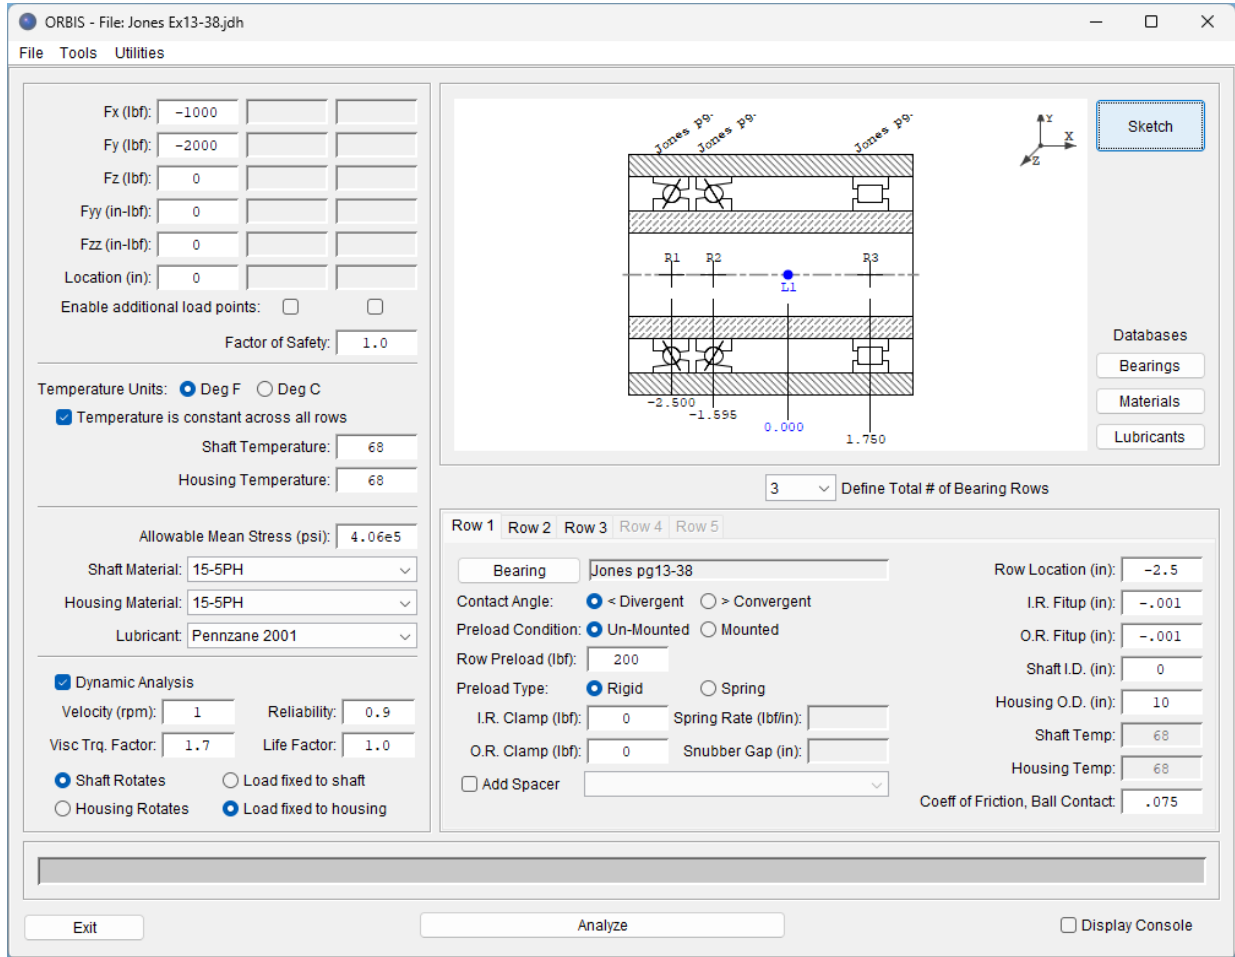 ORBIS - File: Jones Ex13-38.jdh
File Tools Utilities
Fx (lbf): -1000
Fy (lbf): -2000
Fz (lbf): 0
Fyy (in-lbf): 0
Fzz (in-lbf): 0
Location (in): 0
Enable additional load points:
Factor of Safety: 1.0
Temperature Units: Deg F Deg C
Temperature is constant across all rows
Shaft Temperature: 68
Housing Temperature: 68
Allowable Mean Stress (psi): 4.06e5
Shaft Material: 15-5PH
Housing Material: 15-5PH
Lubricant: Pennzane 2001
Dynamic Analysis
Velocity (rpm): 1 Reliability: 0.9
Visc Trq. Factor: 1.7 Life Factor: 1.0
Shaft Rotates Load fixed to shaft
Housing Rotates Load fixed to housing
Jones pg. Jones pg. Jones pg.
Y
X
Z
R1 R2 R3
L1
-2.500
-1.595
0.000
1.750
Sketch
Databases
Bearings
Materials
Lubricants
3 Define Total # of Bearing Rows
Row 1 Row 2 Row 3 Row 4 Row 5
Bearing Jones pg13-38
Contact Angle: < Divergent > Convergent
Preload Condition: Un-Mounted Mounted
Row Preload (lbf): 200
Preload Type: Rigid Spring
I.R. Clamp (lbf): 0 Spring Rate (lbf/in):
O.R. Clamp (lbf): 0 Snubber Gap (in):
Add Spacer
Row Location (in): -2.5
I.R. Fitup (in): -.001
O.R. Fitup (in): -.001
Shaft I.D. (in): 0
Housing O.D. (in): 10
Shaft Temp: 68
Housing Temp: 68
Coeff of Friction, Ball Contact: .075
Exit
Analyze
Display Console